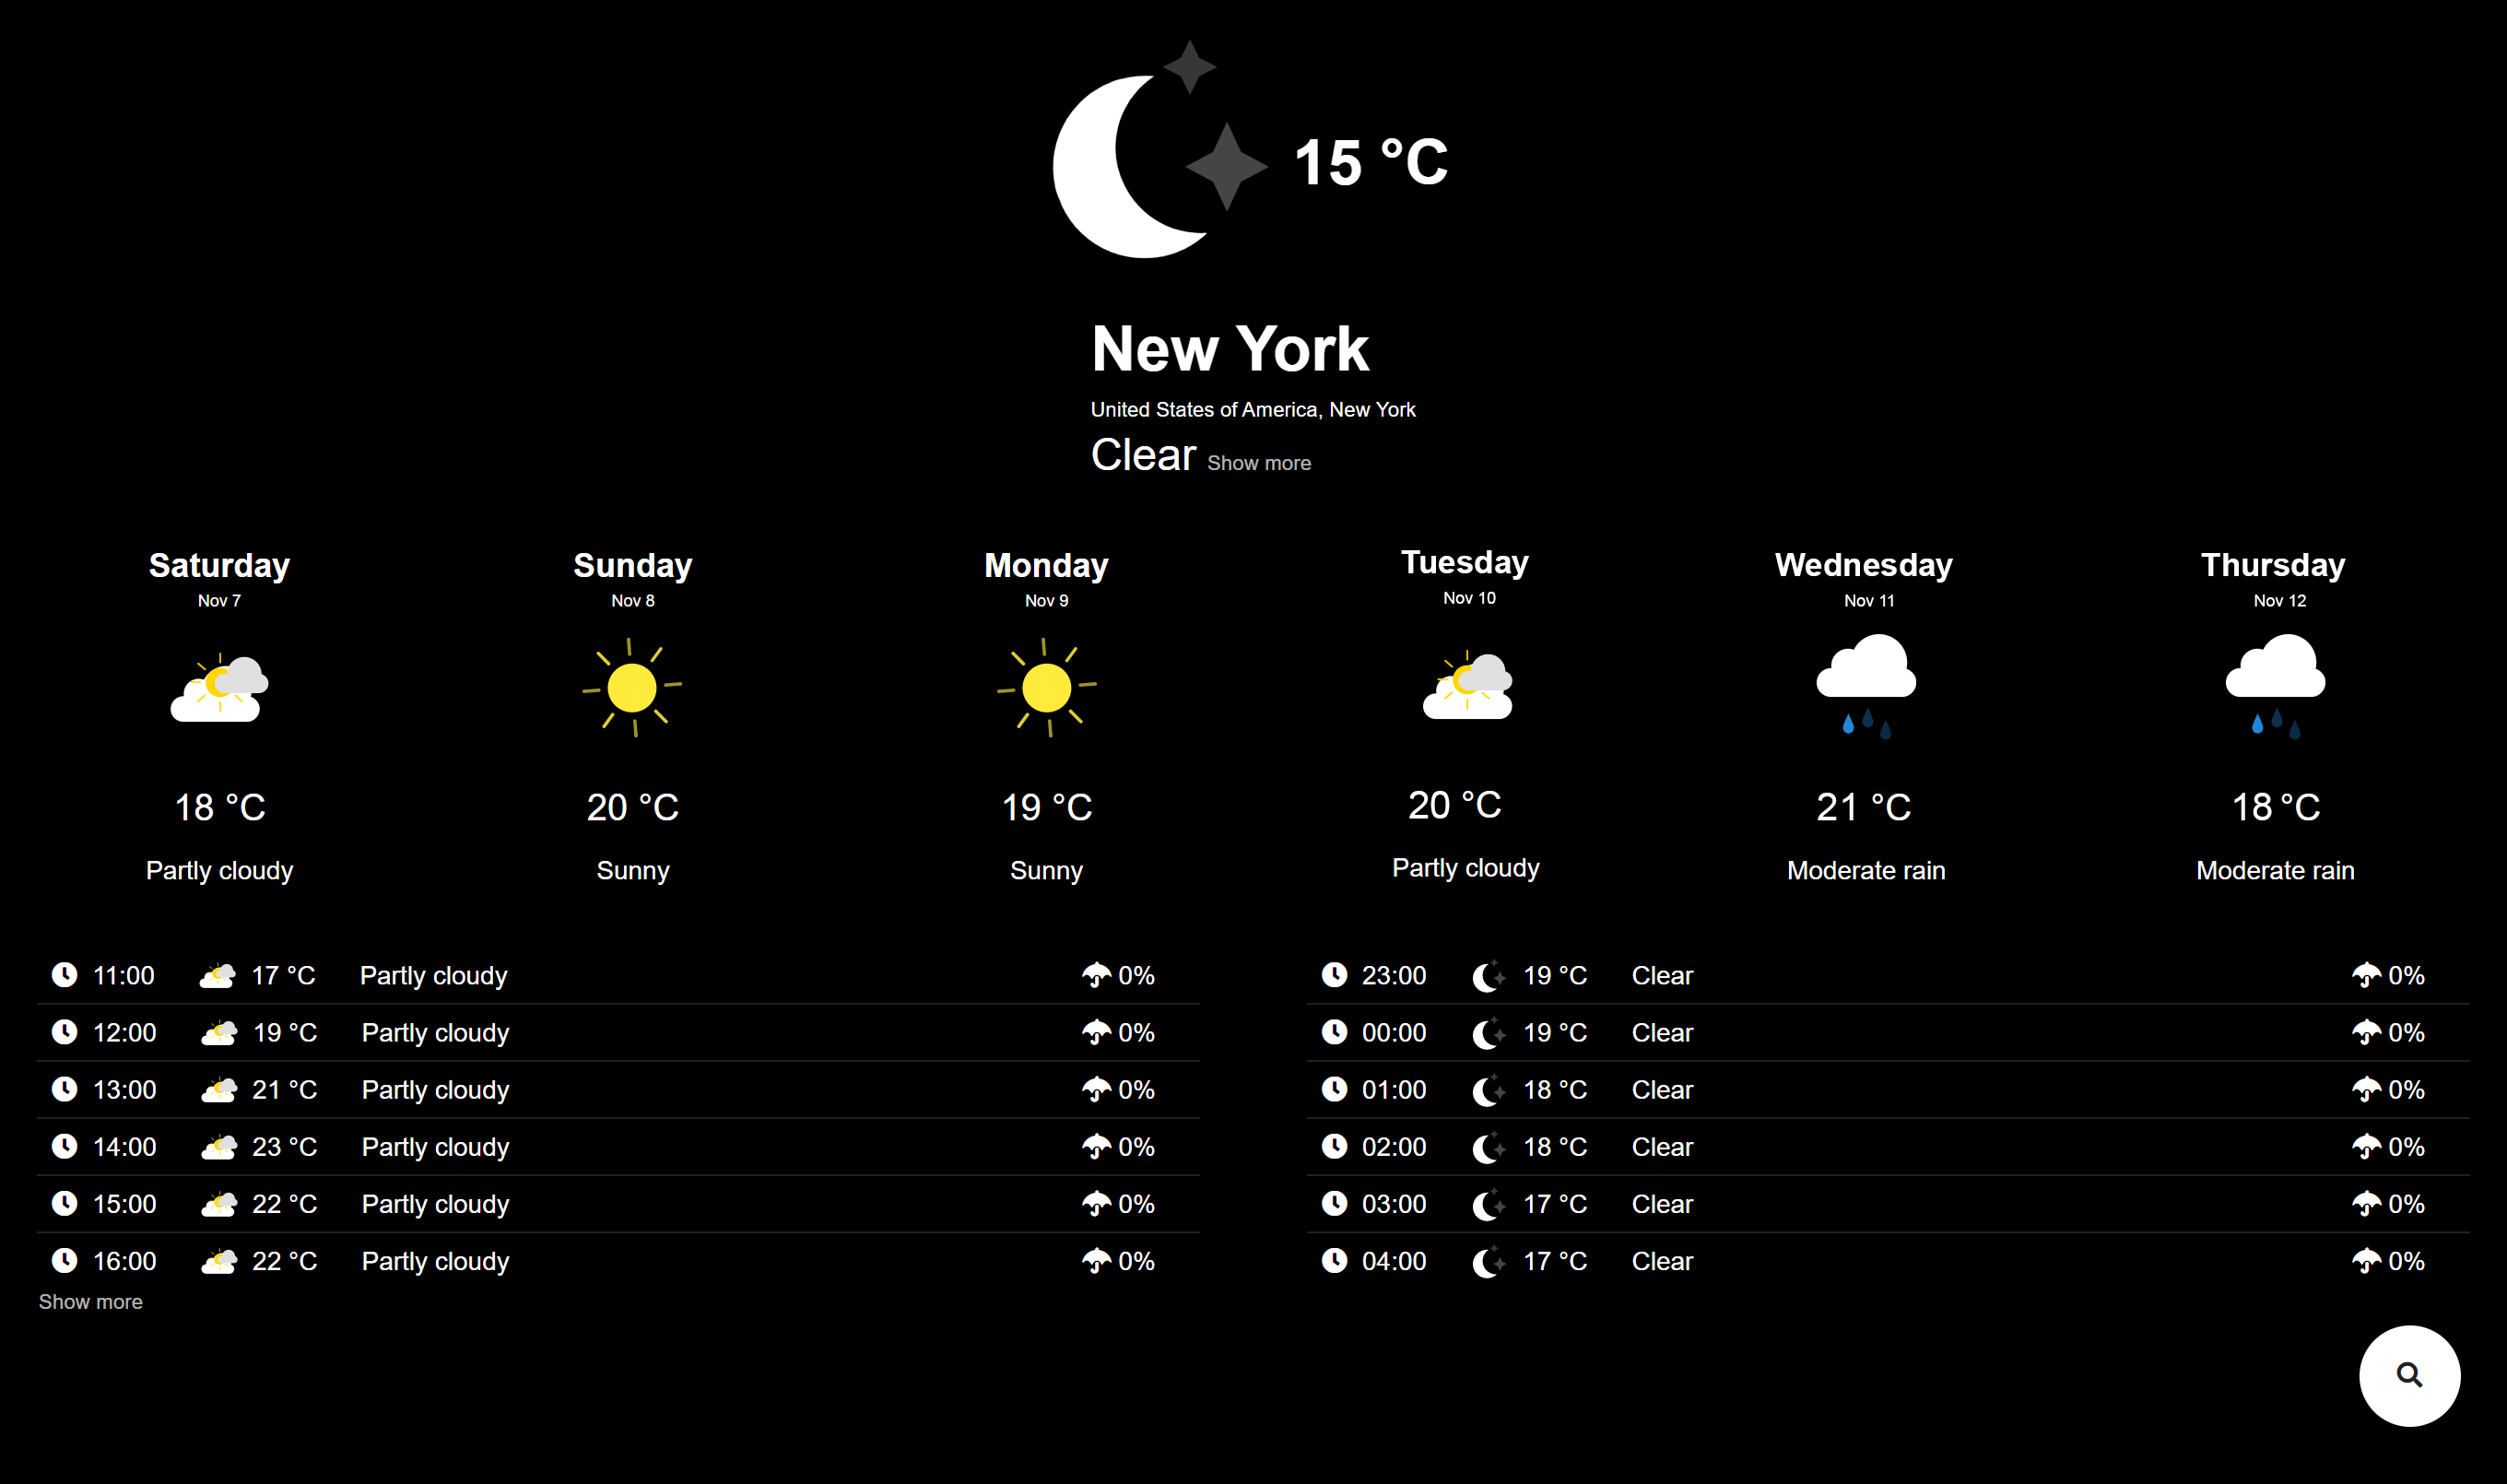 15 °C
New York
United States of America, New York
Clear Show more
Saturday Sunday Monday Tuesday Wednesday Thursday
Nov 7 Nov 8 Nov 9 Nov 10 Nov 11 Nov 12
18 °C 20 °C 19 °C 20 °C 21 °C 18 °C
Partly cloudy Sunny Sunny Partly cloudy Moderate rain Moderate rain
11:00 17 °C Partly cloudy 0%
12:00 19 °C Partly cloudy 0%
13:00 21 °C Partly cloudy 0%
14:00 23 °C Partly cloudy 0%
15:00 22 °C Partly cloudy 0%
16:00 22 °C Partly cloudy 0%
Show more
23:00 19 °C Clear 0%
00:00 19 °C Clear 0%
01:00 18 °C Clear 0%
02:00 18 °C Clear 0%
03:00 17 °C Clear 0%
04:00 17 °C Clear 0%